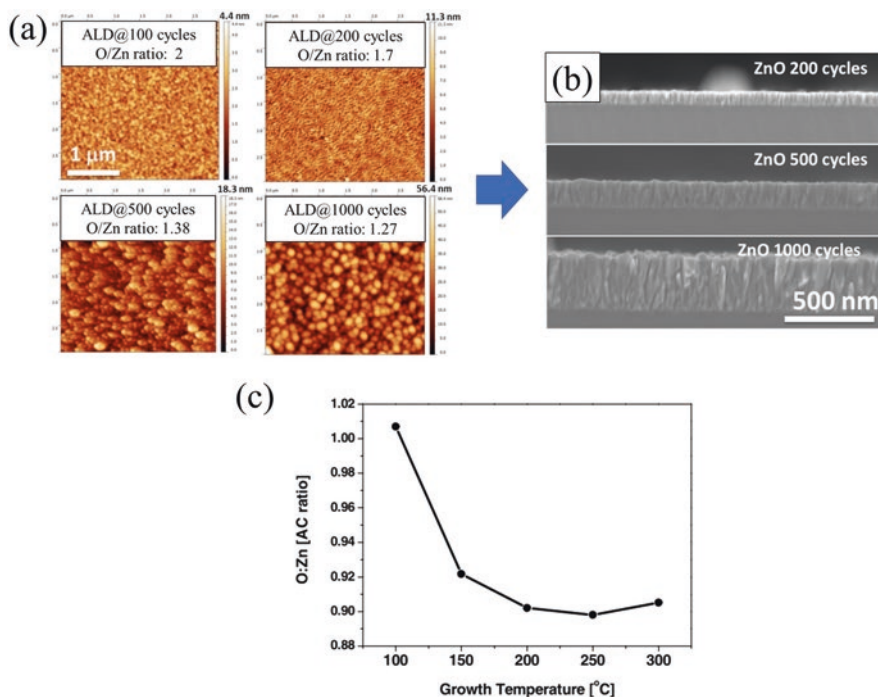 (a)
4.4 nm
ALD@100 cycles
O/Zn ratio: 2
1 μm
11.3 nm
ALD@200 cycles
O/Zn ratio: 1.7
18.3 nm
ALD@500 cycles
O/Zn ratio: 1.38
56.4 nm
ALD@1000 cycles
O/Zn ratio: 1.27
(b)
ZnO 200 cycles
ZnO 500 cycles
ZnO 1000 cycles
500 nm
(c)
O:Zn [AC ratio]
1.02
1.00
0.98
0.96
0.94
0.92
0.90
0.88
100 150 200 250 300
Growth Temperature [°C]